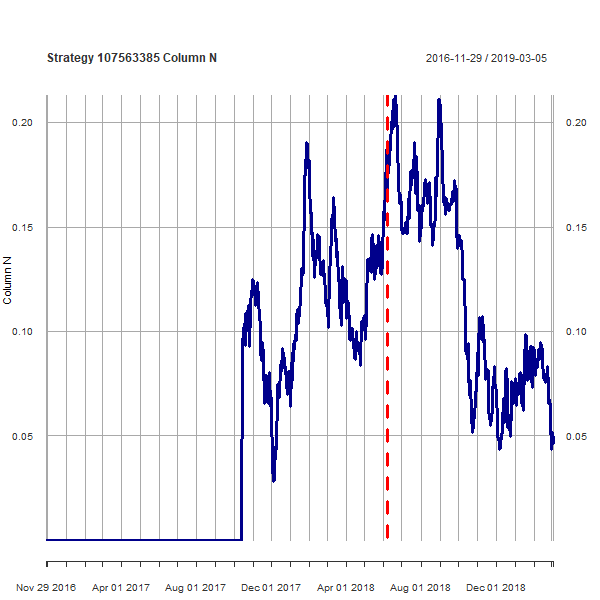 Strategy 107563385 Column N
2016-11-29 / 2019-03-05
0.20
0.20
0.15
0.15
0.10
0.10
0.05
0.05
Column N
Nov 29 2016
Apr 01 2017
Aug 01 2017
Dec 01 2017
Apr 01 2018
Aug 01 2018
Dec 01 2018